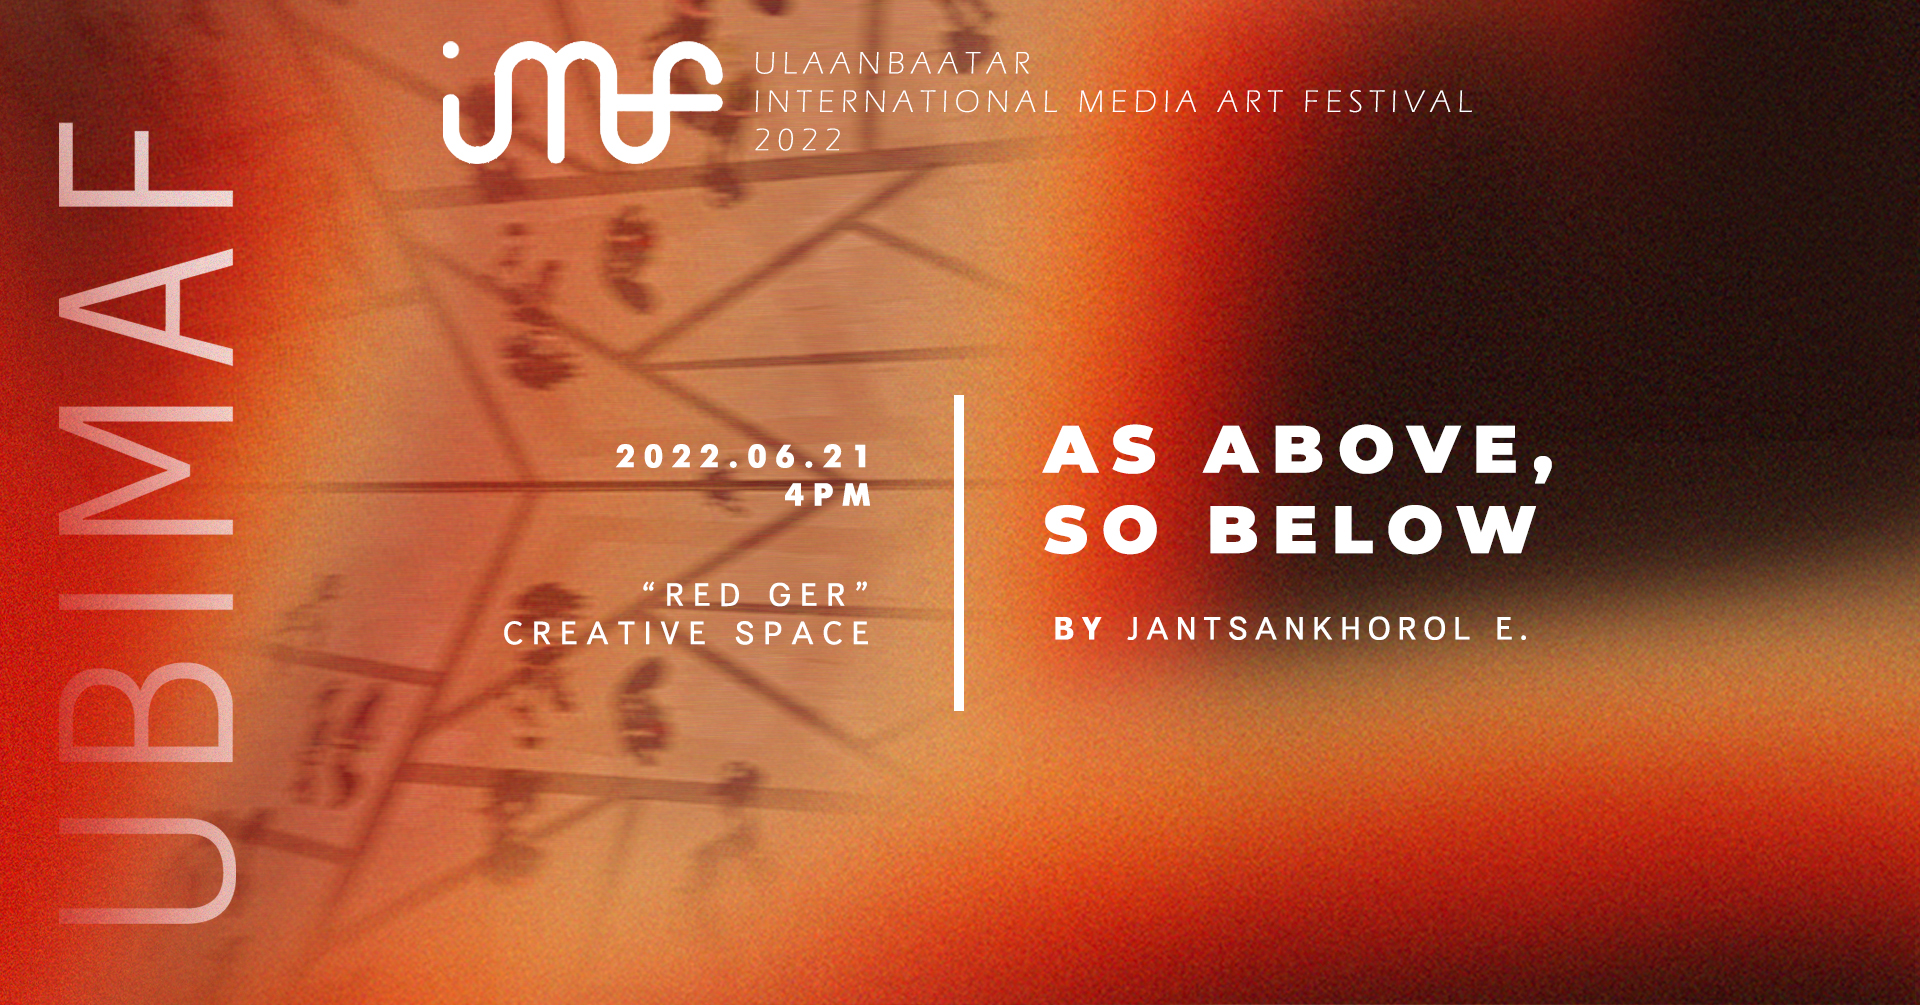 imaf
ULAANBAATAR
INTERNATIONAL MEDIA ART FESTIVAL
2022
UBIMAF
2022.06.21
4PM
“RED GER”
CREATIVE SPACE
AS ABOVE,
SO BELOW
BY JANTSANKHOROL E.